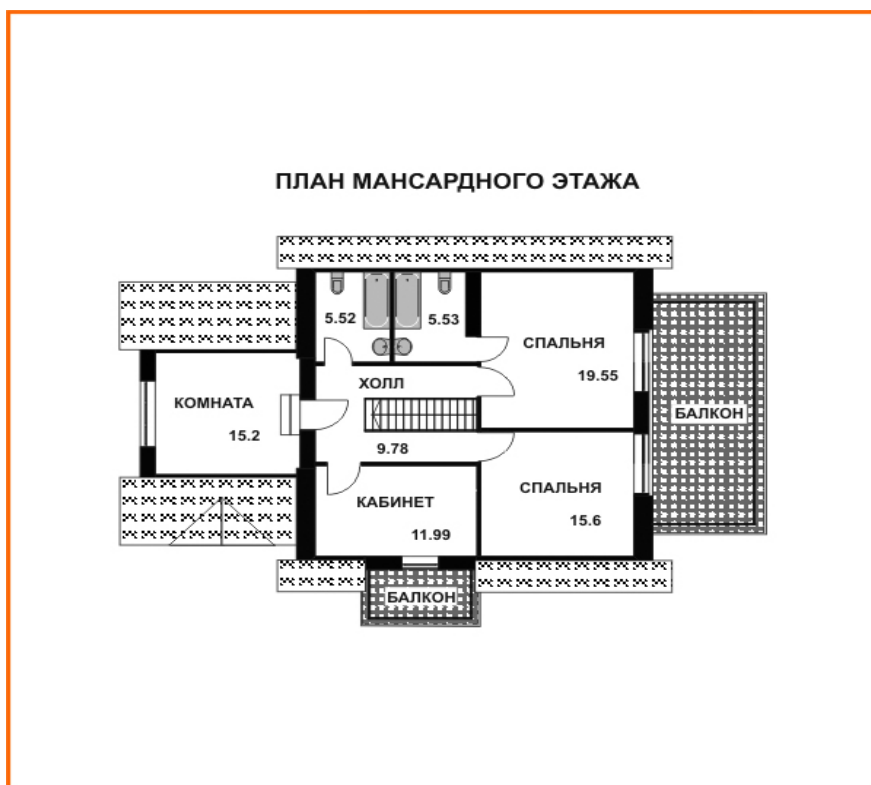 ПЛАН МАНСАРДНОГО ЭТАЖА
5.52
5.53
СПАЛЬНЯ
19.55
ХОЛЛ
КОМНАТА
15.2
БАЛКОН
9.78
КАБИНЕТ
11.99
СПАЛЬНЯ
15.6
БАЛКОН